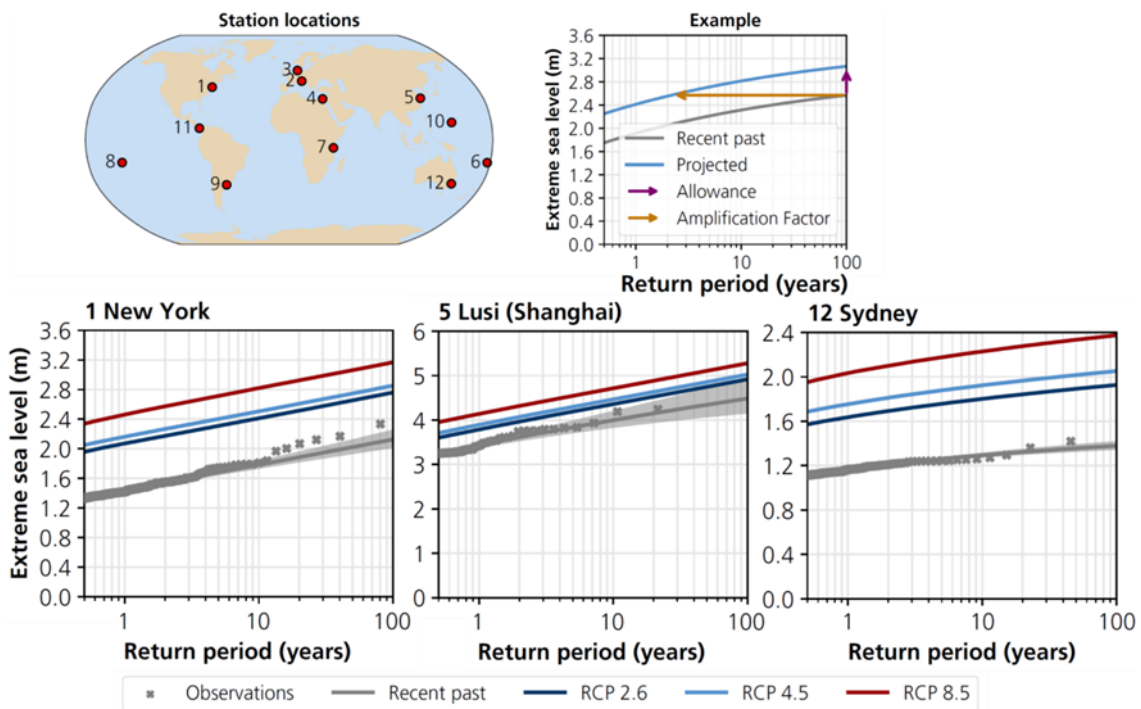 Station locations
1
2
3
4
5
6
7
8
9
10
11
12
Example
Extreme sea level (m)
3.6
3.2
2.8
2.4
2.0
1.6
1.2
0.8
0.4
0.0
Recent past
Projected
Allowance
Amplification Factor
1
10
100
Return period (years)
1 New York
Extreme sea level (m)
3.6
3.2
2.8
2.4
2.0
1.6
1.2
0.8
0.4
0.0
1
10
100
Return period (years)
5 Lusi (Shanghai)
6
5
4
3
2
1
0
1
10
100
Return period (years)
12 Sydney
2.4
2.0
1.6
1.2
0.8
0.4
0.0
1
10
100
Return period (years)
Observations
Recent past
RCP 2.6
RCP 4.5
RCP 8.5